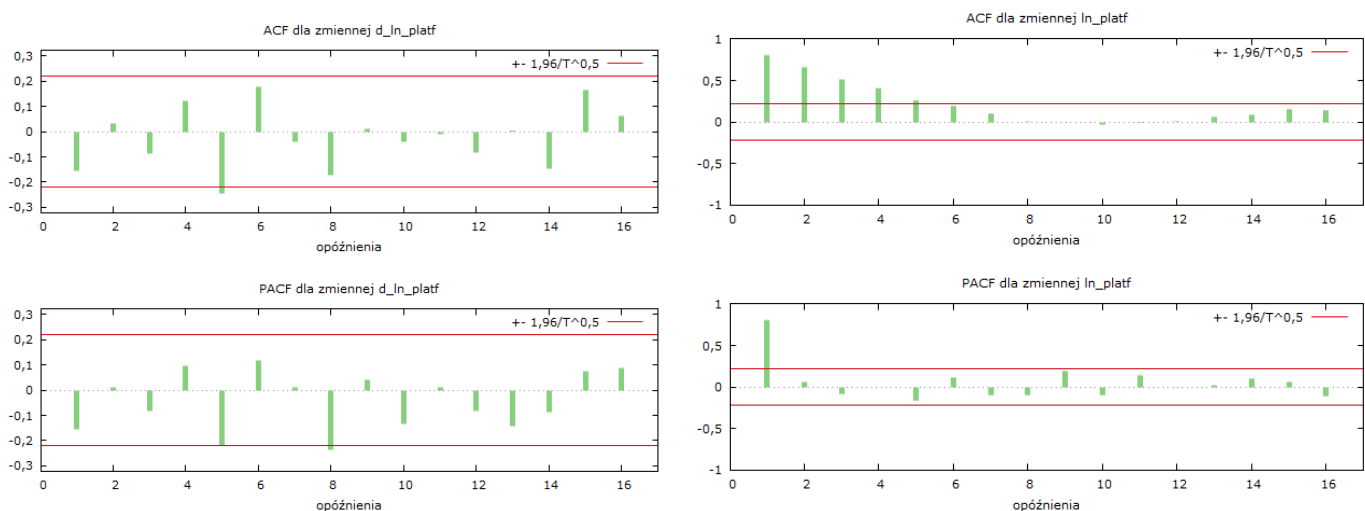 ACF dla zmiennej d_ln_platf
+- 1,96/T^0,5
0,3
0,2
0,1
0
-0,1
-0,2
-0,3
0 2 4 6 8 10 12 14 16
opóźnienia
PACF dla zmiennej d_ln_platf
+- 1,96/T^0,5
0,3
0,2
0,1
0
-0,1
-0,2
-0,3
0 2 4 6 8 10 12 14 16
opóźnienia
ACF dla zmiennej ln_platf
+- 1,96/T^0,5
1
0,5
0
-0,5
-1
0 2 4 6 8 10 12 14 16
opóźnienia
PACF dla zmiennej ln_platf
+- 1,96/T^0,5
1
0,5
0
-0,5
-1
0 2 4 6 8 10 12 14 16
opóźnienia